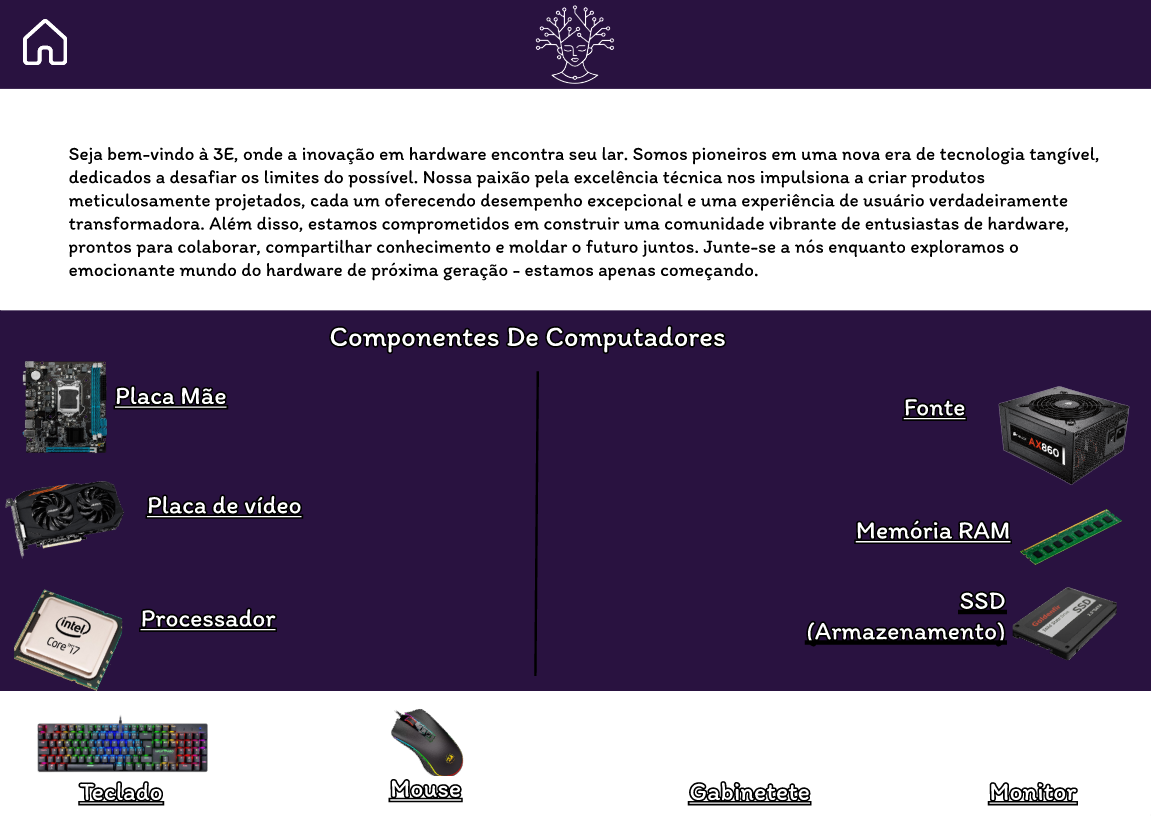 Seja bem-vindo à 3E, onde a inovação em hardware encontra seu lar. Somos pioneiros em uma nova era de tecnologia tangível,
dedicados a desafiar os limites do possível. Nossa paixão pela excelência técnica nos impulsiona a criar produtos
meticulosamente projetados, cada um oferecendo desempenho excepcional e uma experiência de usuário verdadeiramente
transformadora. Além disso, estamos comprometidos em construir uma comunidade vibrante de entusiastas de hardware,
prontos para colaborar, compartilhar conhecimento e moldar o futuro juntos. Junte-se a nós enquanto exploramos o
emocionante mundo do hardware de próxima geração - estamos apenas começando.
Componentes De Computadores
Placa Mãe
Fonte
AX860
Placa de vídeo
Memória RAM
Processador
intel
Core i7
SSD
(Armazenamento)
SSD
Teclado
Mouse
Gabinetete
Monitor